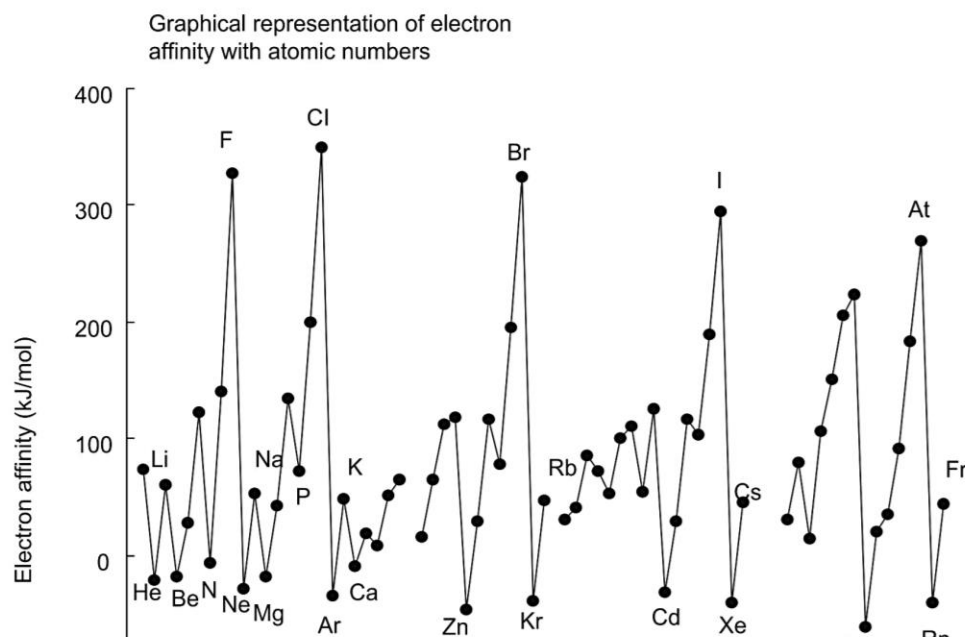 Graphical representation of electron
affinity with atomic numbers
Electron affinity (kJ/mol)
400
300
200
100
0
F
Cl
Br
I
At
Li
Na
P
K
Rb
Cs
Fr
He
Be
N
Ne
Mg
Ar
Ca
Zn
Kr
Cd
Xe